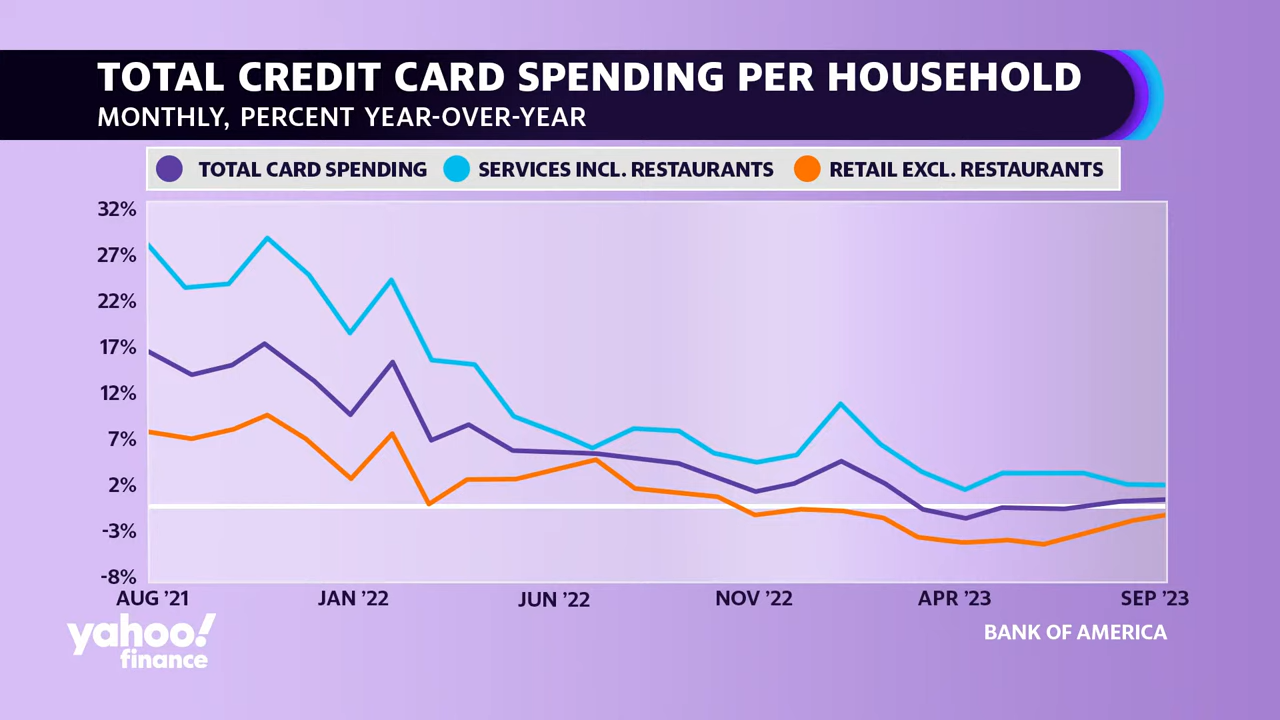 TOTAL CREDIT CARD SPENDING PER HOUSEHOLD
MONTHLY, PERCENT YEAR-OVER-YEAR
TOTAL CARD SPENDING SERVICES INCL. RESTAURANTS RETAIL EXCL. RESTAURANTS
32%
27%
22%
17%
12%
7%
2%
-3%
-8%
AUG ’21 JAN ’22 JUN ’22 NOV ’22 APR ’23 SEP ’23
yahoo!
finance
BANK OF AMERICA